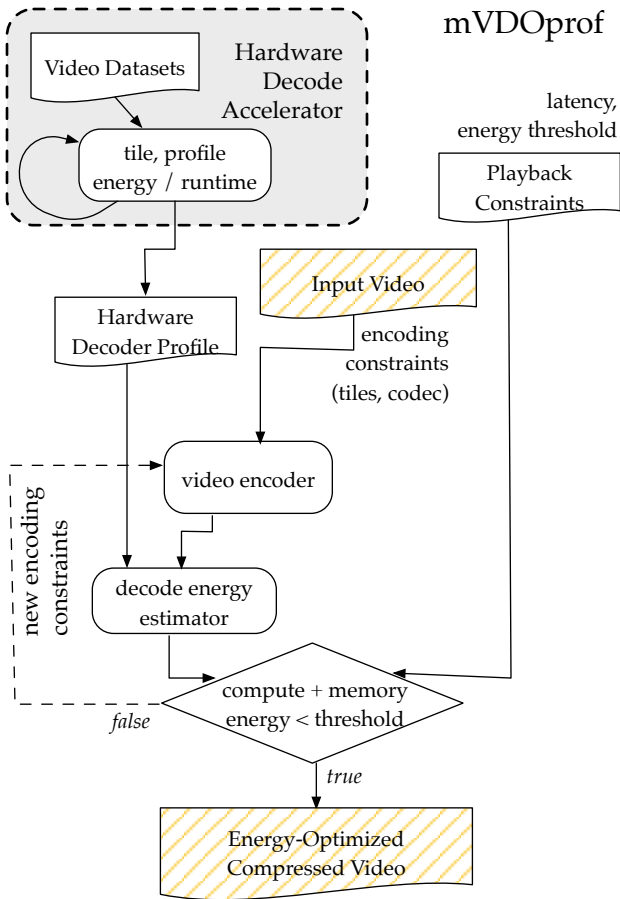 mVDOprof
Video Datasets
Hardware
Decode
Accelerator
tile, profile
energy / runtime
latency,
energy threshold
Playback
Constraints
Input Video
Hardware
Decoder Profile
encoding
constraints
(tiles, codec)
video encoder
new encoding
constraints
decode energy
estimator
compute + memory
energy < threshold
false
true
Energy-Optimized
Compressed Video